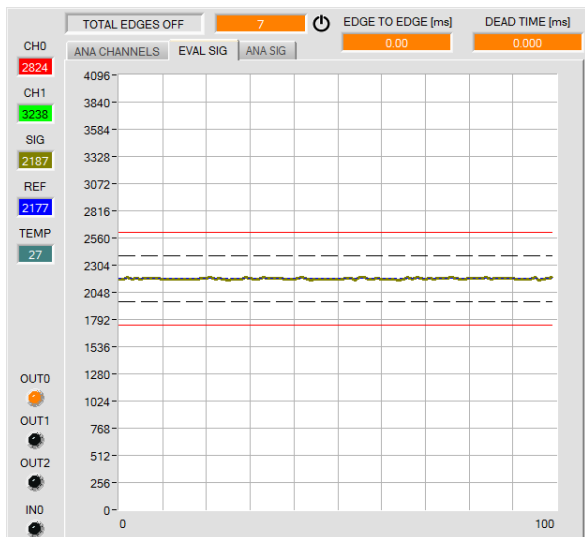 TOTAL EDGES OFF 7 EDGE TO EDGE [ms] DEAD TIME [ms]
0.00 0.000
ANA CHANNELS EVAL SIG ANA SIG
CH0
2824
CH1
3238
SIG
2187
REF
2177
TEMP
27
OUT0
OUT1
OUT2
IN0
4096
3840
3584
3328
3072
2816
2560
2304
2048
1792
1536
1280
1024
768
512
256
0
0 100